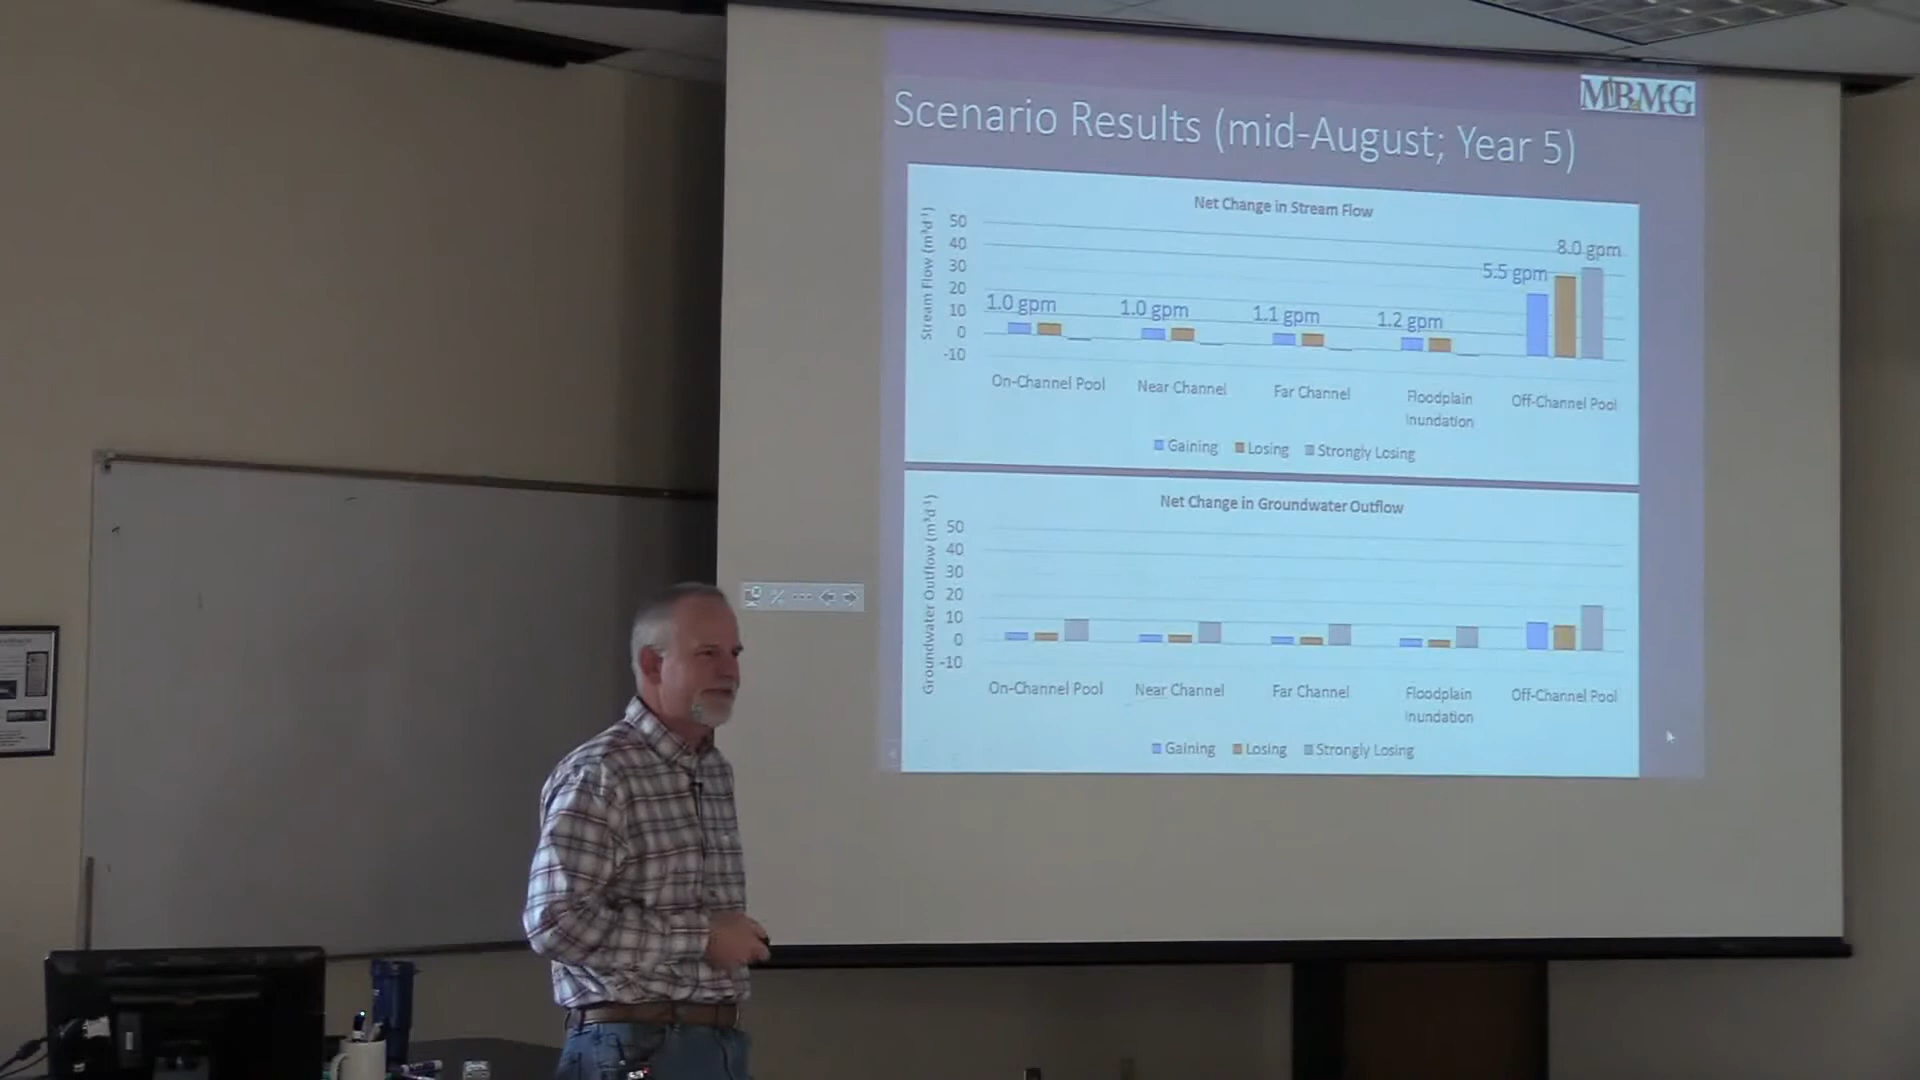 MBMG
Scenario Results (mid-August; Year 5)
Net Change in Stream Flow
Stream Flow (m³d⁻¹)
50
40
30
20
10
0
-10
1.0 gpm
1.0 gpm
1.1 gpm
1.2 gpm
5.5 gpm
8.0 gpm
On-Channel Pool
Near Channel
Far Channel
Floodplain
Inundation
Off-Channel Pool
Gaining Losing Strongly Losing
Net Change in Groundwater Outflow
Groundwater Outflow (m³d⁻¹)
50
40
30
20
10
0
-10
On-Channel Pool
Near Channel
Far Channel
Floodplain
Inundation
Off-Channel Pool
Gaining Losing Strongly Losing